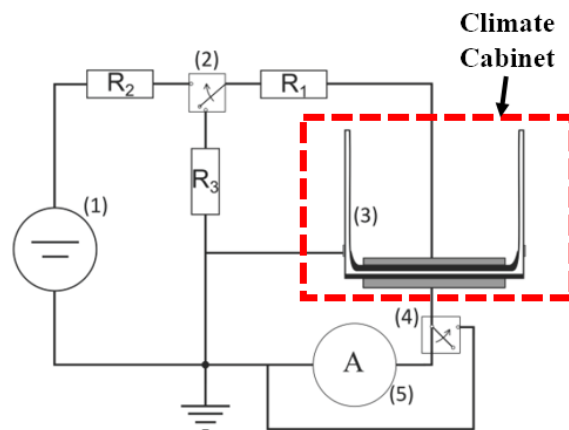 Climate
Cabinet
(2)
R2
R1
R3
(1)
(3)
(4)
A
(5)